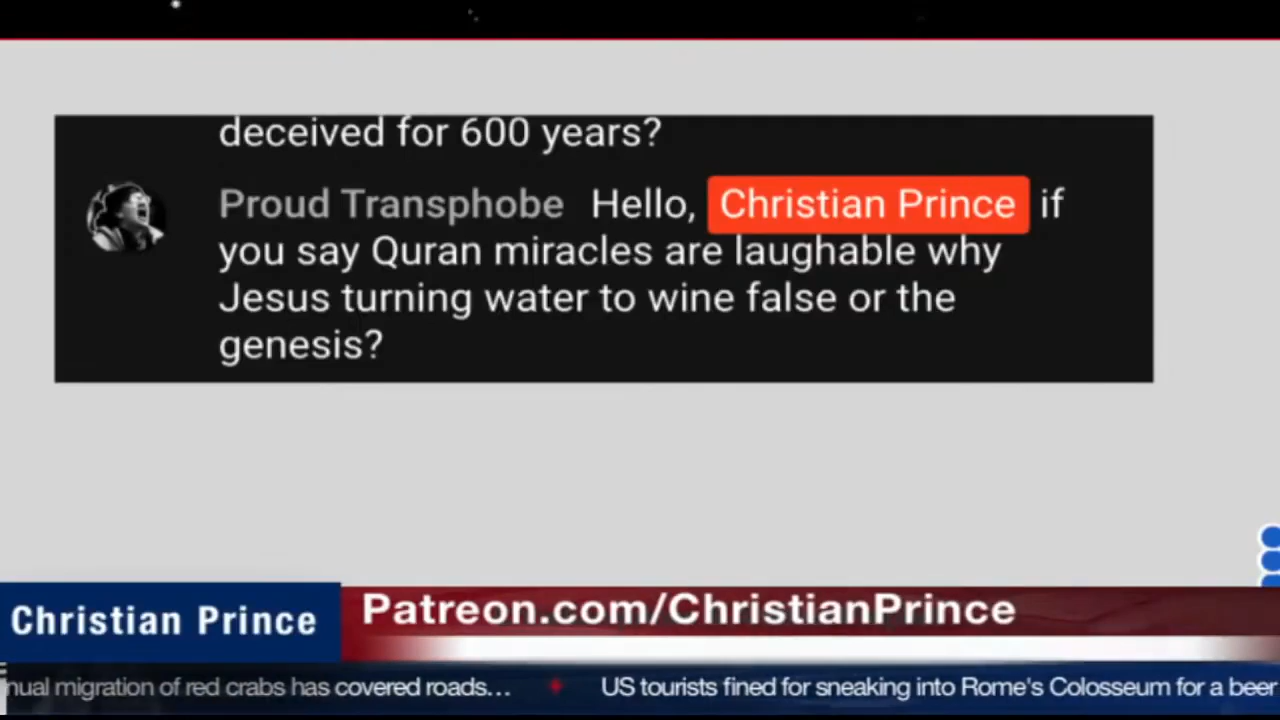 deceived for 600 years?
Proud Transphobe Hello, Christian Prince if
you say Quran miracles are laughable why
Jesus turning water to wine false or the
genesis?
Christian Prince
Patreon.com/ChristianPrince
nual migration of red crabs has covered roads... US tourists fined for sneaking into Rome's Colosseum for a beer